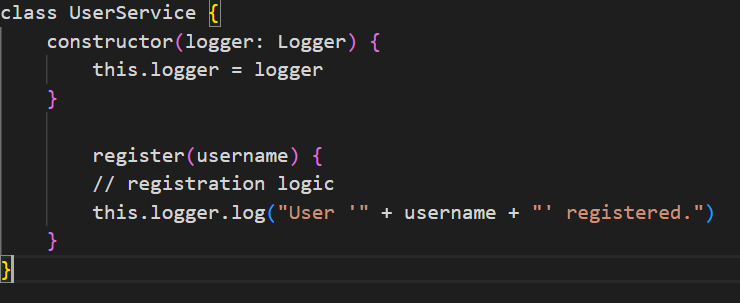 class UserService {
    constructor(logger: Logger) {
        this.logger = logger
    }

        register(username) {
        // registration logic
        this.logger.log("User '" + username + "' registered.")
    }
}